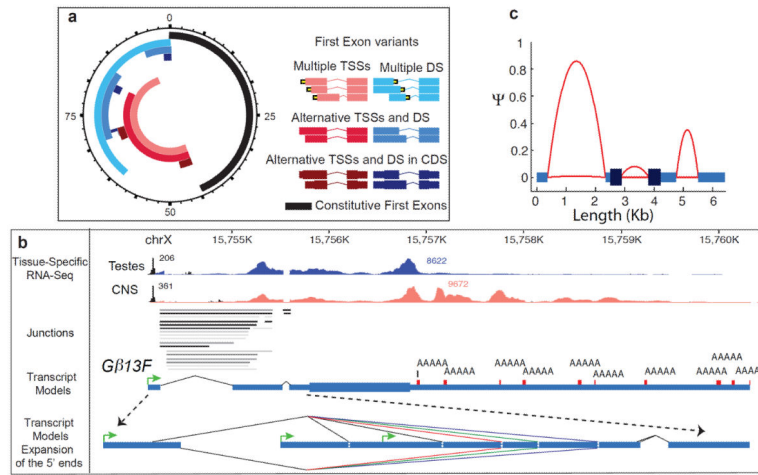 a
0
25
50
75
First Exon variants
Multiple TSSs
Multiple DS
Alternative TSSs and DS
Alternative TSSs and DS in CDS
Constitutive First Exons
c
Ψ
1
0.8
0.6
0.4
0.2
0
0 1 2 3 4 5 6
Length (Kb)
b
chrX
15,755K
15,756K
15,757K
15,758K
15,759K
15,760K
Tissue-Specific
RNA-Seq
Testes
206
8622
CNS
361
9672
Junctions
Gβ13F
Transcript
Models
AAAAA
AAAAA
AAAAA
AAAAA
AAAAA
AAAAA
AAAAA
AAAAA
AAAAA
AAAAA
Transcript
Models
Expansion
of the 5' ends